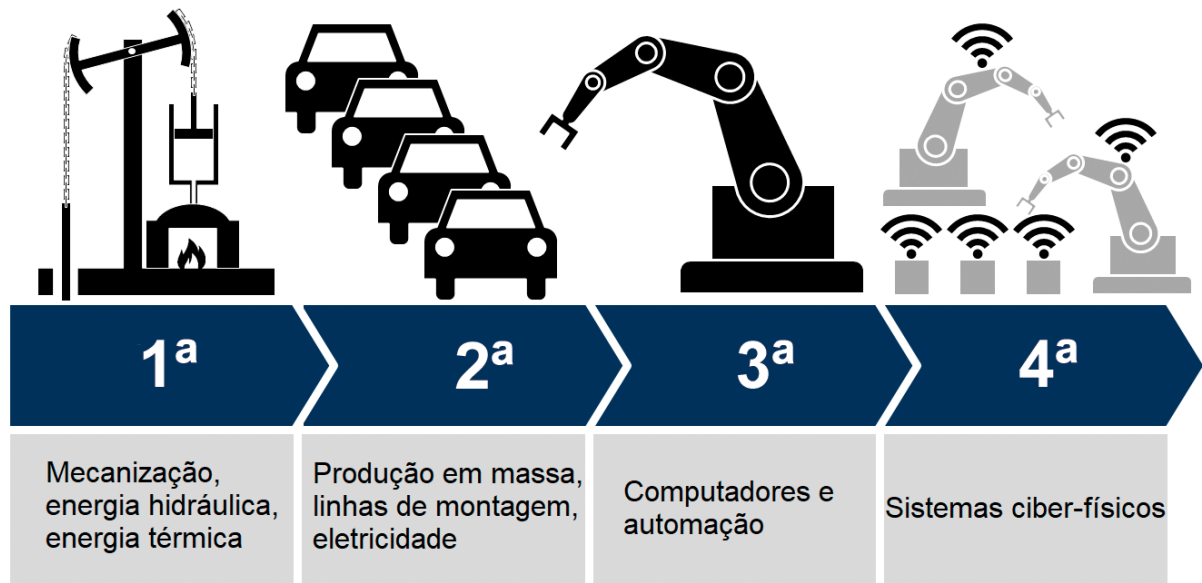 1ª
2ª
3ª
4ª
Mecanização,
energia hidráulica,
energia térmica
Produção em massa,
linhas de montagem,
eletricidade
Computadores e
automação
Sistemas ciber-físicos